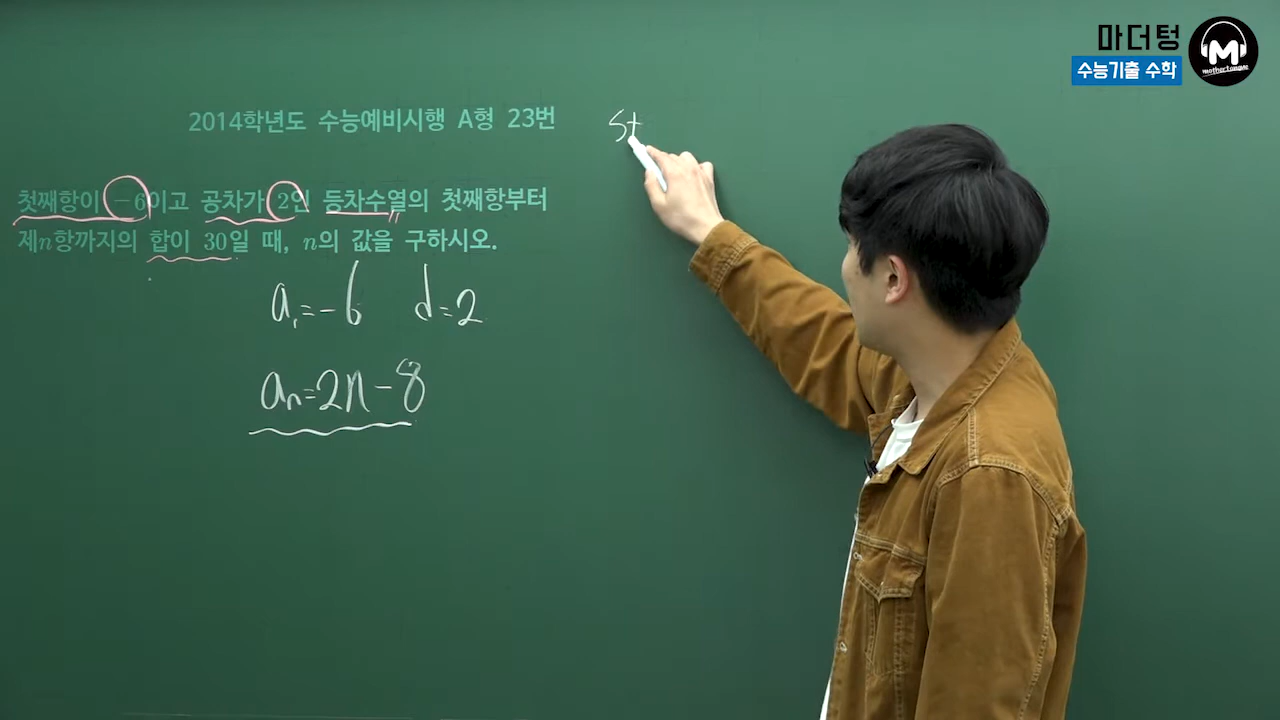 마더텅
수능기출 수학
M
mothertongue
2014학년도 수능예비시행 A형 23번
st
첫째항이 -6이고 공차가 2인 등차수열의 첫째항부터
제n항까지의 합이 30일 때, n의 값을 구하시오.
a₁=-6 d=2
aₙ=2n-8